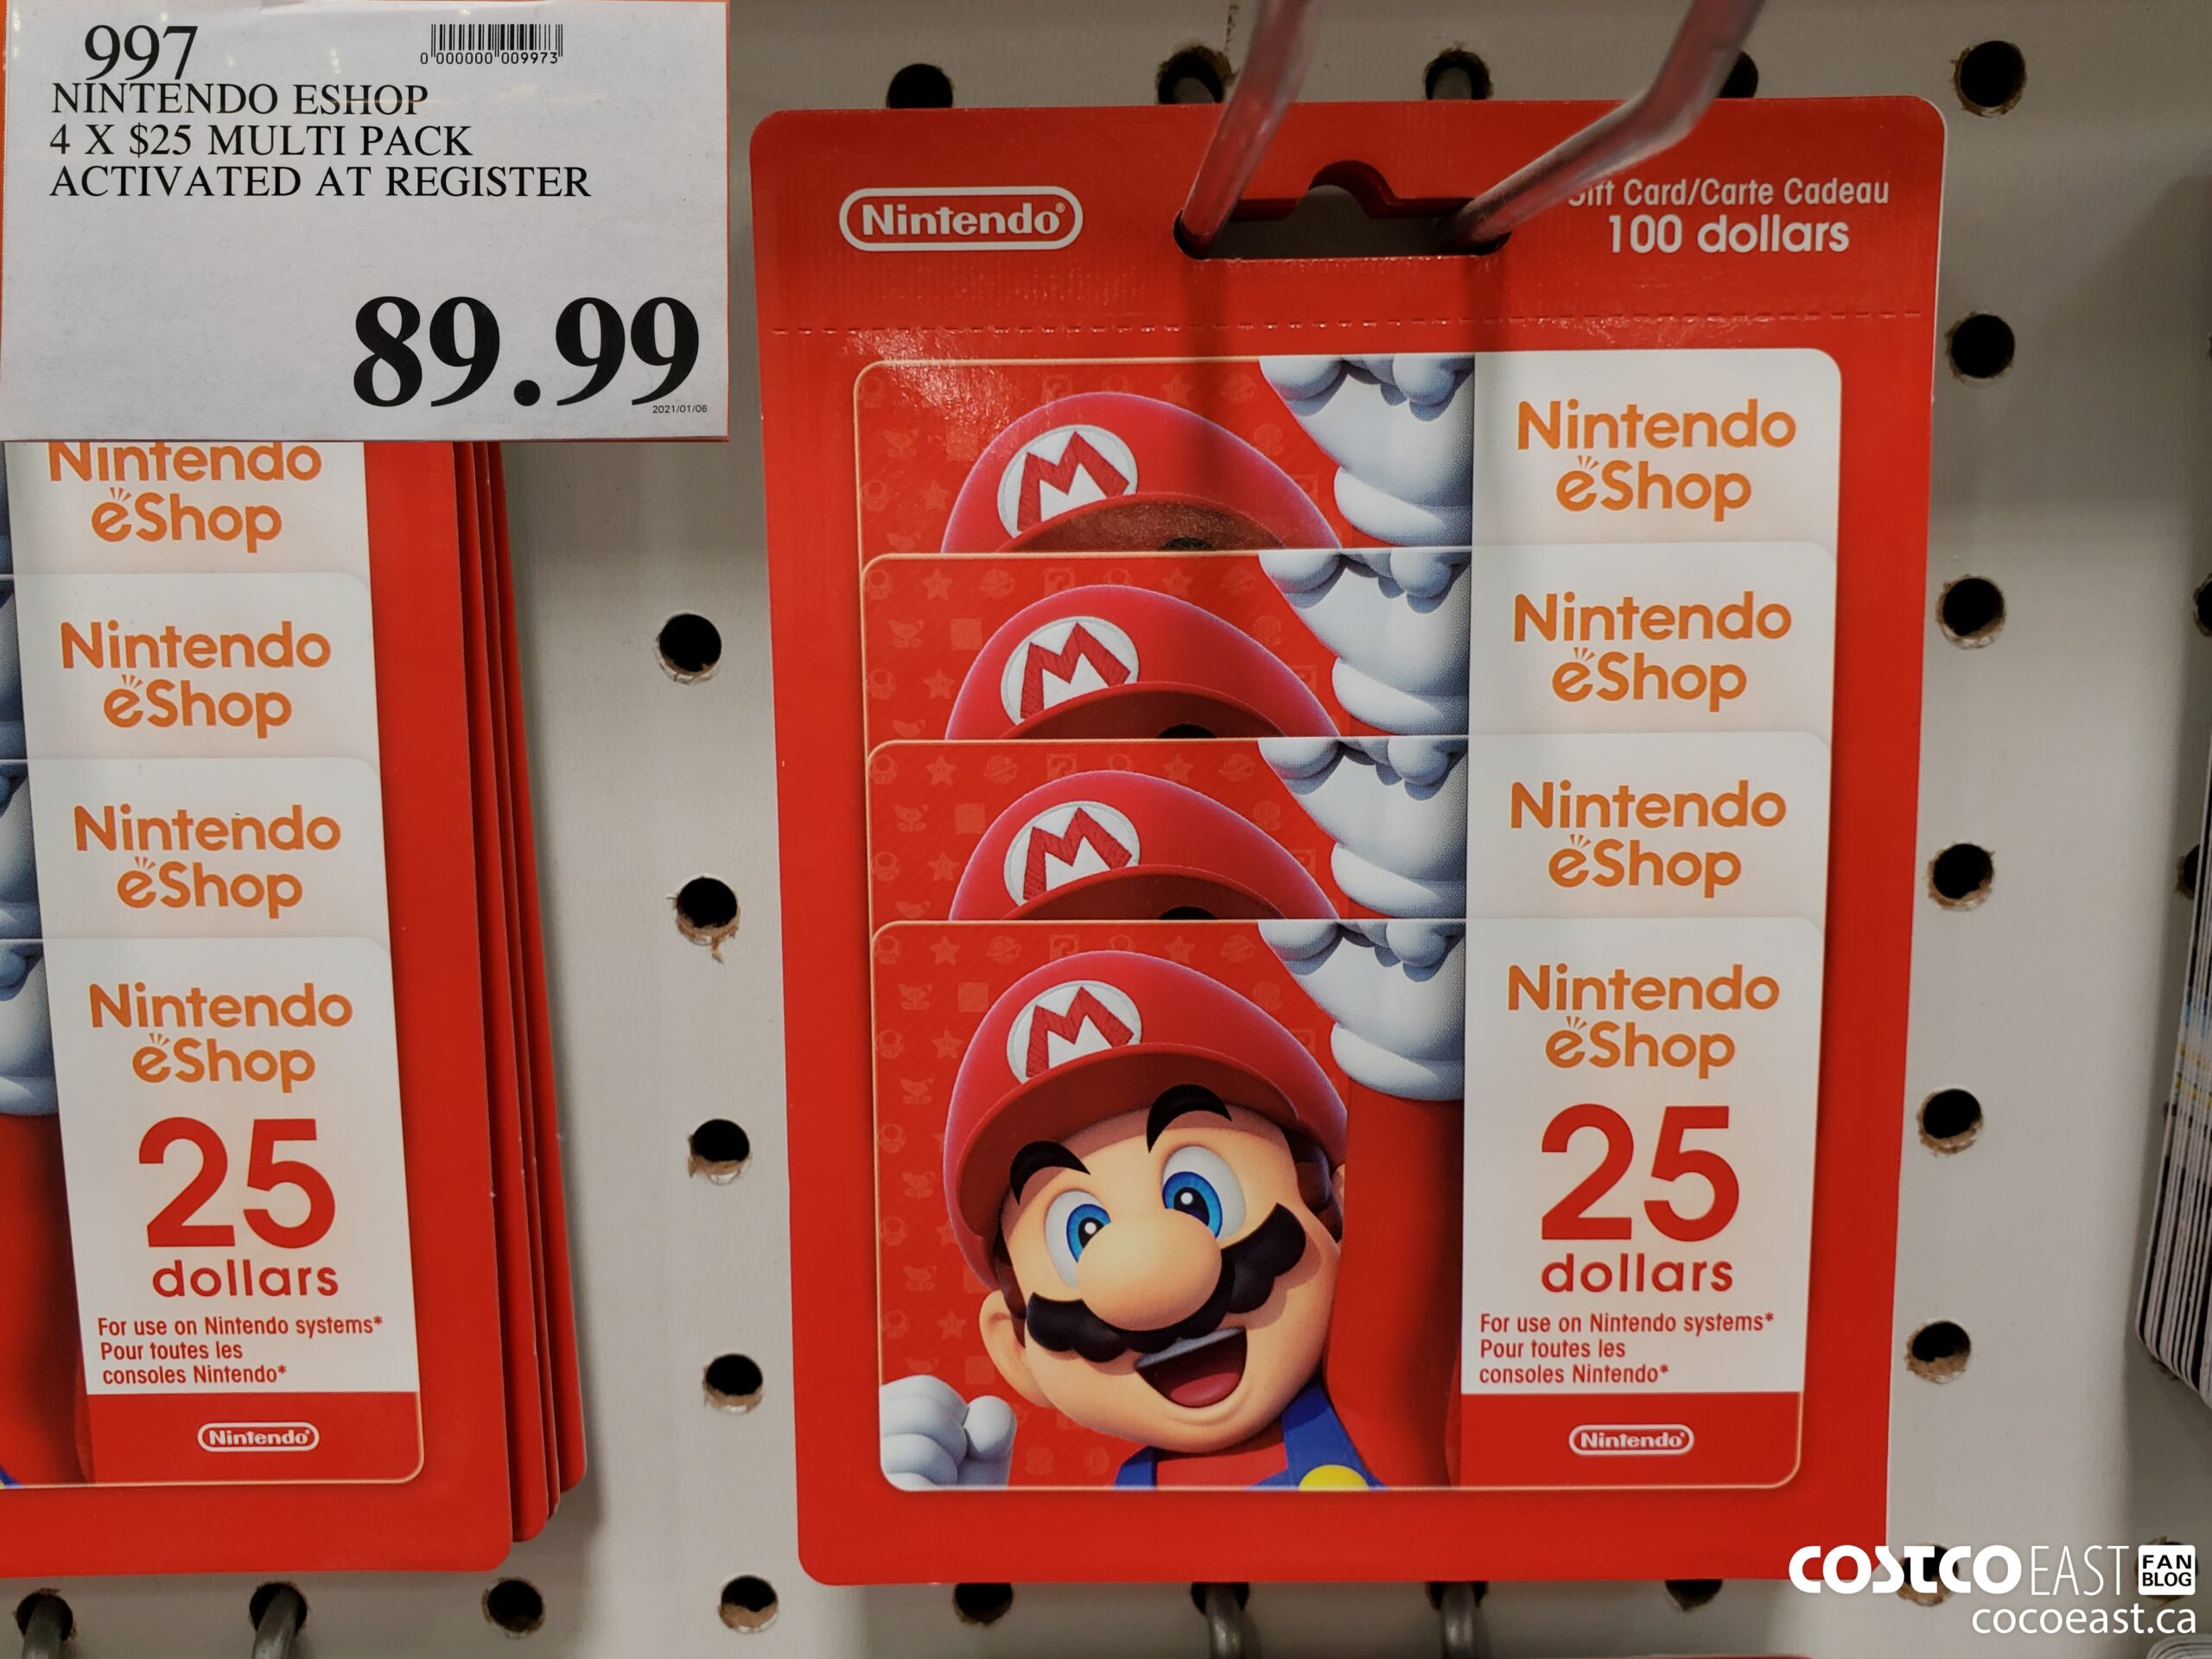 997
0 000000 009973
NINTENDO ESHOP
4 X $25 MULTI PACK
ACTIVATED AT REGISTER
89.99
2021/01/06
Nintendo
eShop
Nintendo
eShop
Nintendo
eShop
Nintendo
eShop
25
dollars
For use on Nintendo systems*
Pour toutes les
consoles Nintendo*
Nintendo
Nintendo®
Gift Card/Carte Cadeau
100 dollars
M
Nintendo
eShop
M
Nintendo
eShop
M
Nintendo
eShop
M
Nintendo
eShop
25
dollars
For use on Nintendo systems*
Pour toutes les
consoles Nintendo*
Nintendo
COSTCO EAST FAN BLOG
cocoeast.ca